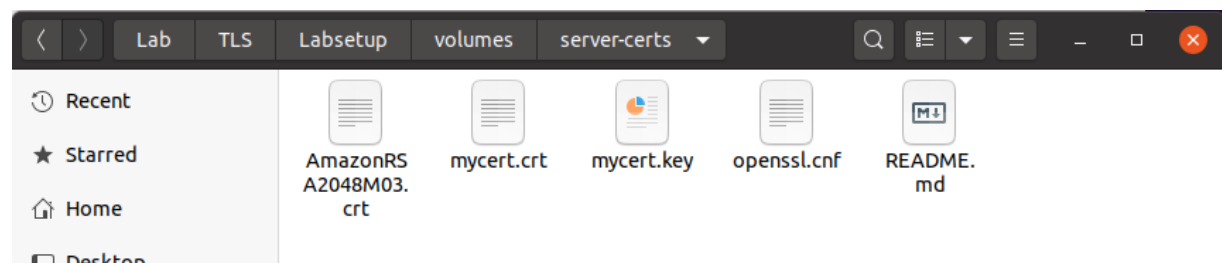 Lab TLS Labsetup volumes server-certs
Recent
Starred
Home
Desktop
AmazonRS
A2048M03.
crt
mycert.crt
mycert.key
openssl.cnf
README.
md